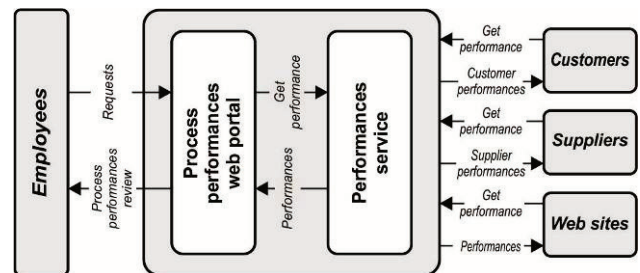 Employees
Requests
Process
performances
review
Process
performances
web portal
Get
performance
Performances
Performances
service
Get
performance
Customer
performances
Customers
Get
performance
Supplier
performances
Suppliers
Get
performance
Performances
Web sites